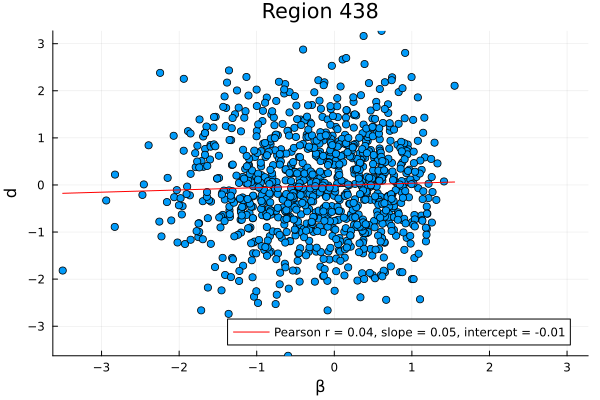 Region 438
3
2
1
0
−1
−2
−3
d
Pearson r = 0.04, slope = 0.05, intercept = -0.01
−3 −2 −1 0 1 2 3
β